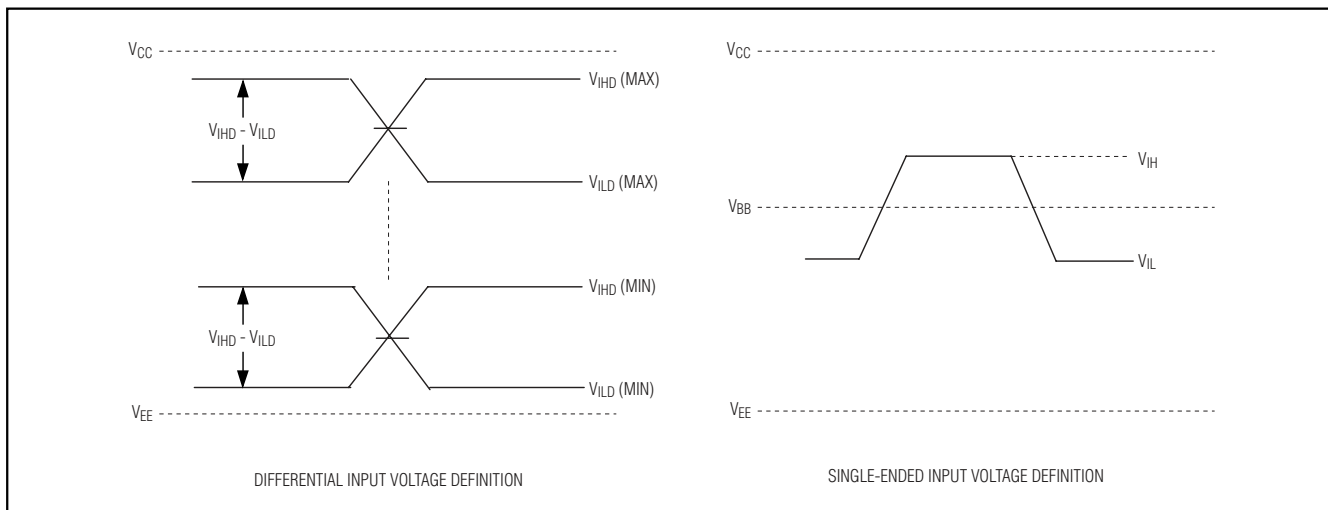 VCC
VIHD (MAX)
VIHD - VILD
VILD (MAX)
VIHD (MIN)
VIHD - VILD
VILD (MIN)
VEE
DIFFERENTIAL INPUT VOLTAGE DEFINITION
VCC
VIH
VBB
VIL
VEE
SINGLE-ENDED INPUT VOLTAGE DEFINITION